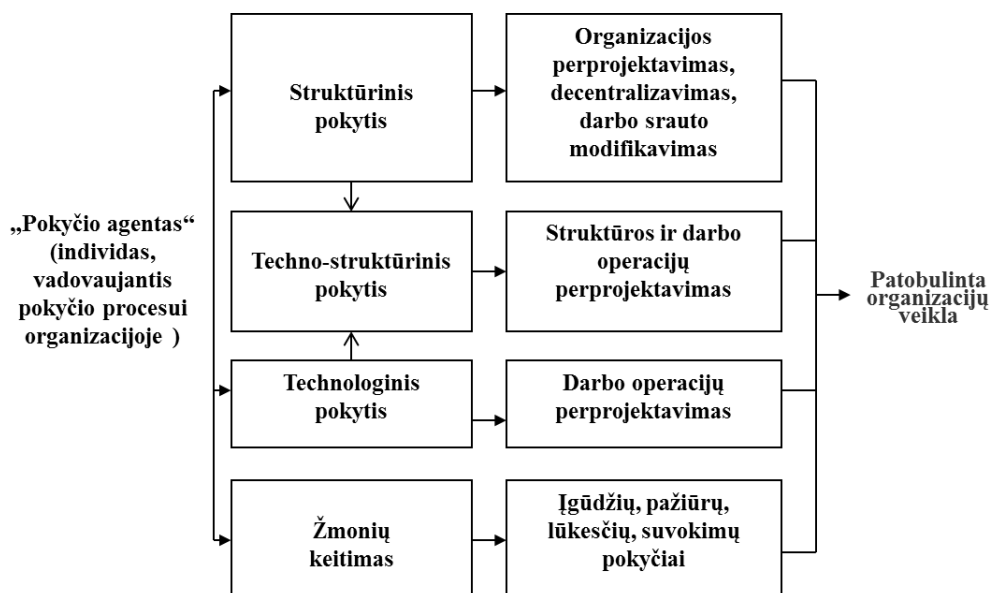 „Pokyčio agentas“
(individas,
vadovaujantis
pokyčio procesui
organizacijoje )
Struktūrinis
pokytis
Organizacijos
perprojektavimas,
decentralizavimas,
darbo srauto
modifikavimas
Techno-struktūrinis
pokytis
Struktūros ir darbo
operacijų
perprojektavimas
Technologinis
pokytis
Darbo operacijų
perprojektavimas
Žmonių
keitimas
Įgūdžių, pažiūrų,
lūkesčių, suvokimų
pokyčiai
Patobulinta
organizacijų
veikla